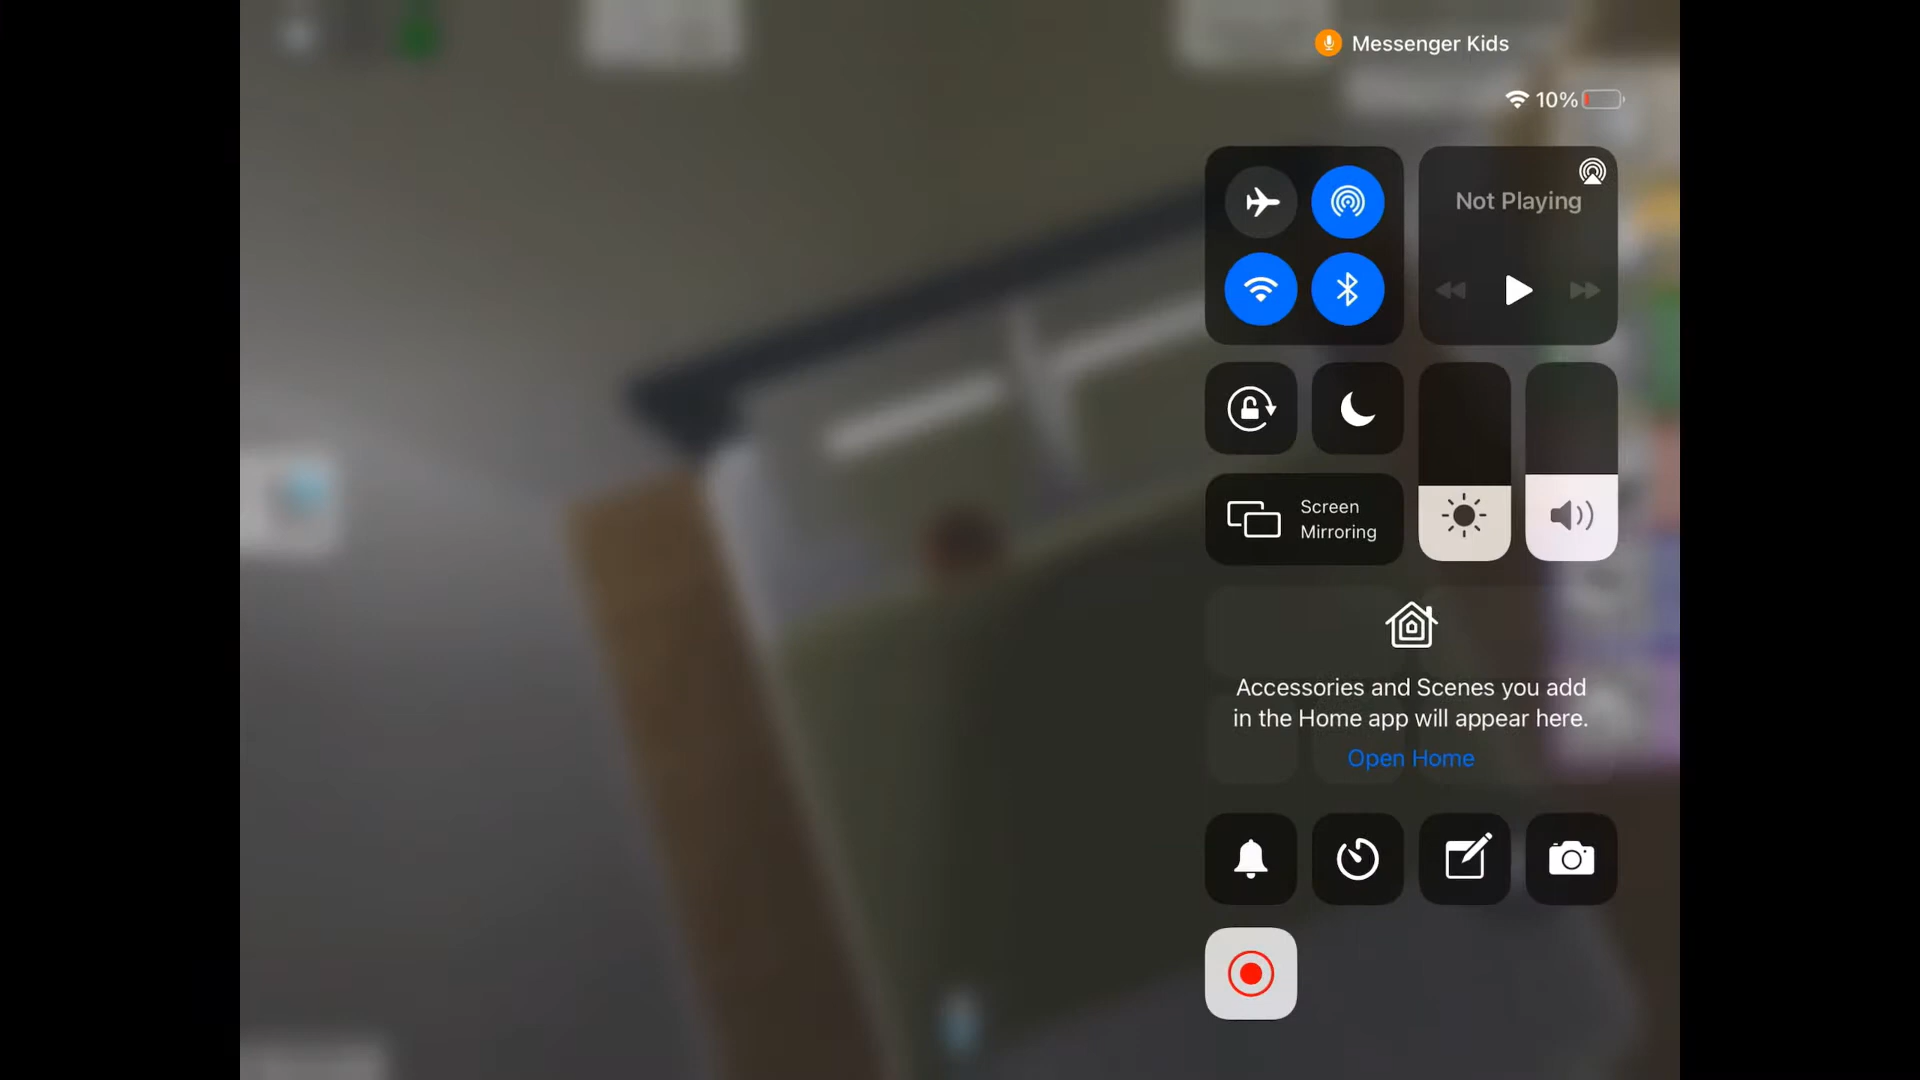 Messenger Kids
10%
Not Playing
Screen
Mirroring
Accessories and Scenes you add
in the Home app will appear here.
Open Home